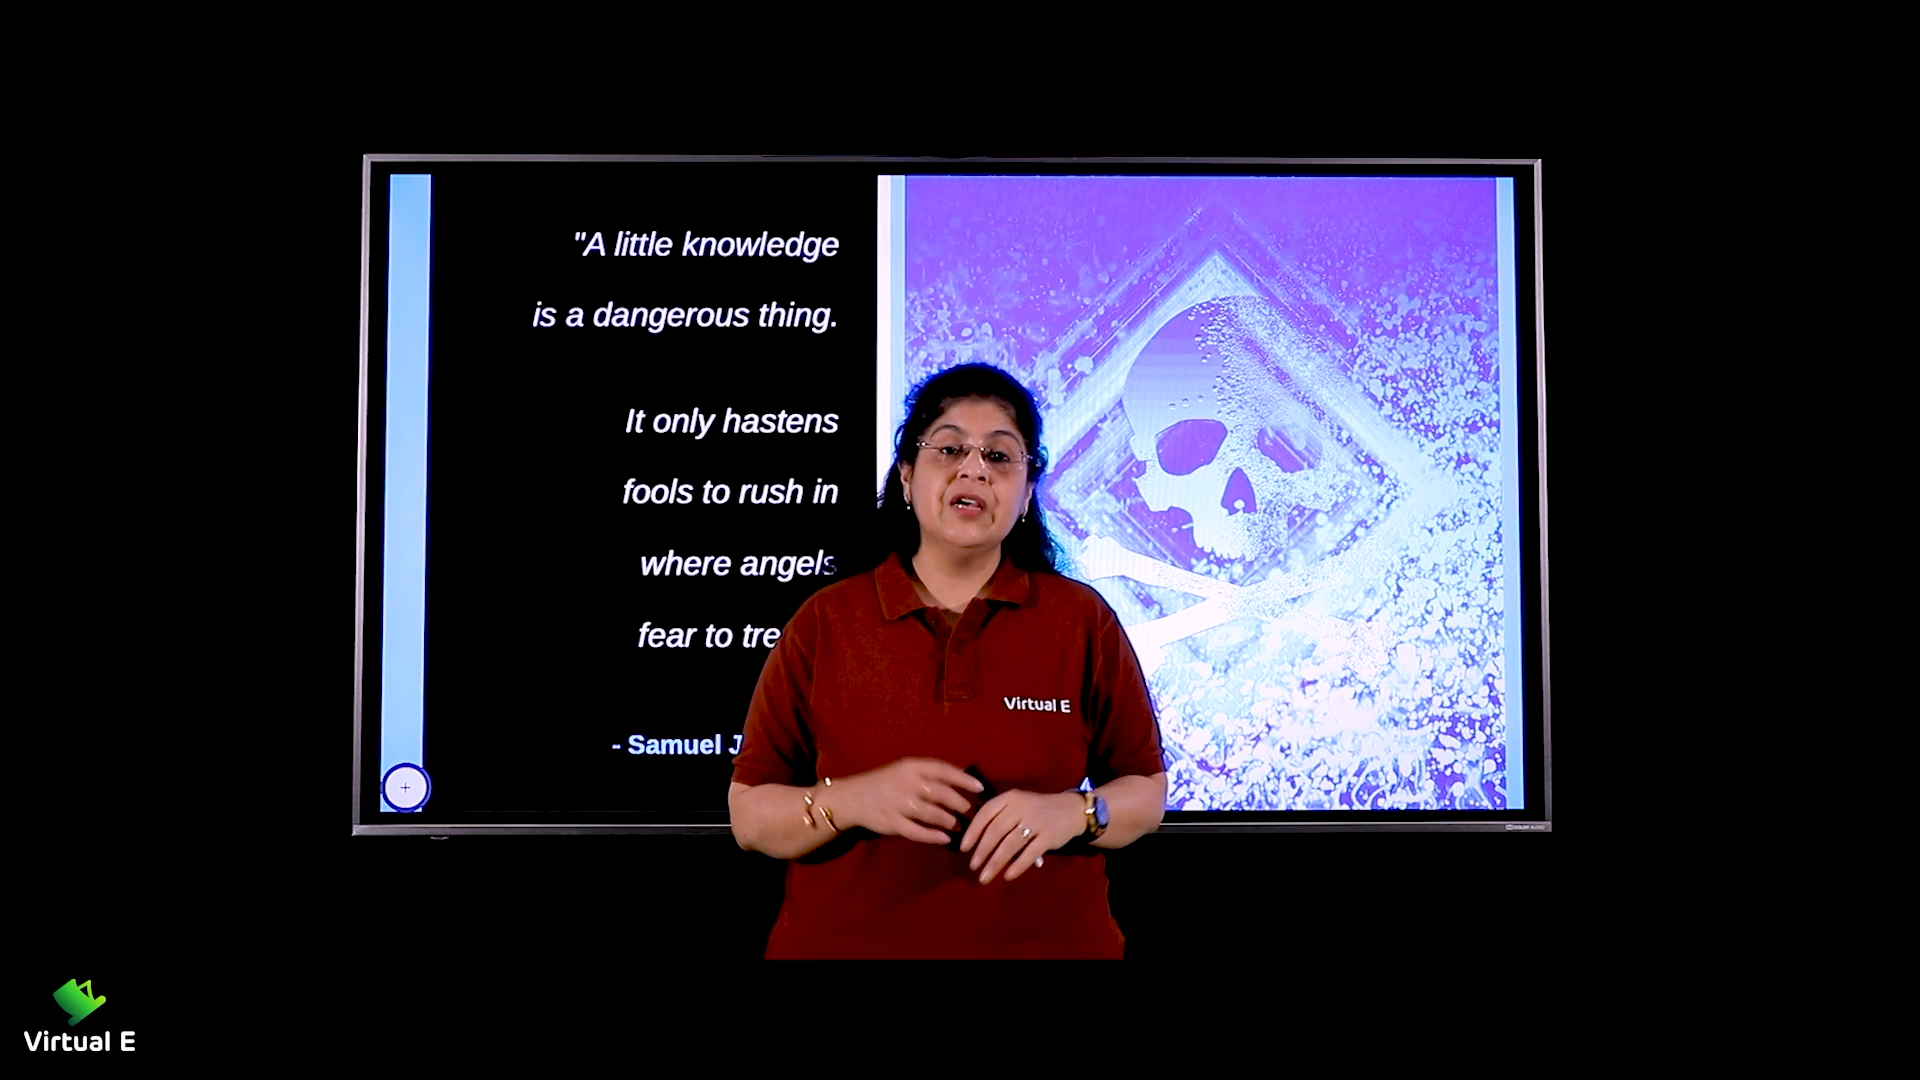 "A little knowledge
is a dangerous thing.
It only hastens
fools to rush in
where angels
fear to
- Samuel
Virtual E
Virtual E